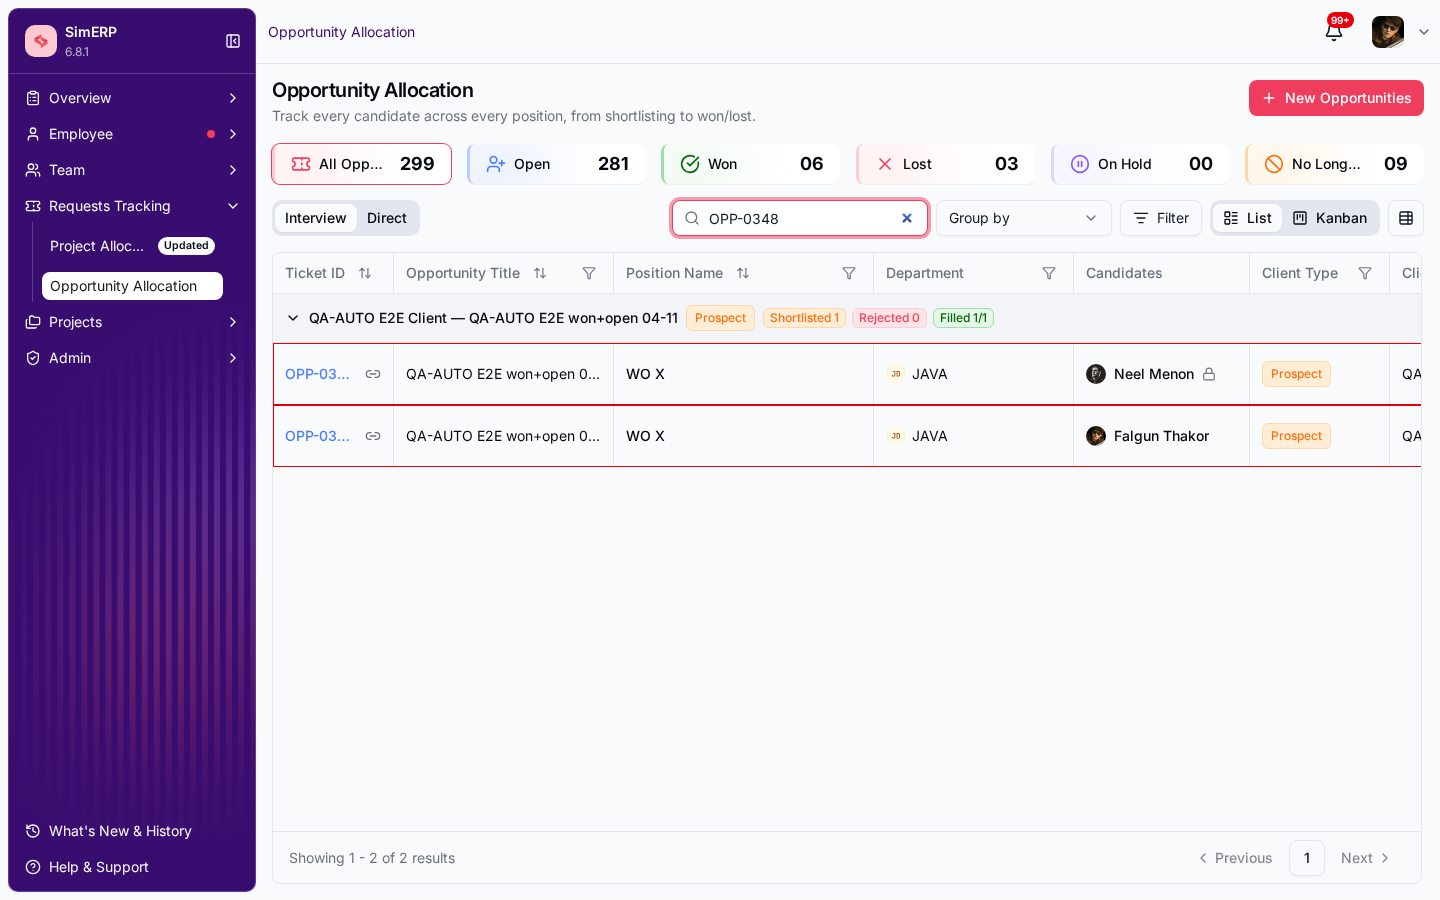 SimERP
6.8.1
Overview
Employee
Team
Requests Tracking
Project Alloc... Updated
Opportunity Allocation
Projects
Admin
What's New & History
Help & Support
Opportunity Allocation
99+
Opportunity Allocation
Track every candidate across every position, from shortlisting to won/lost.
New Opportunities
All Opp... 299
Open 281
Won 06
Lost 03
On Hold 00
No Long... 09
Interview Direct
OPP-0348
Group by
Filter
List Kanban
Ticket ID Opportunity Title Position Name Department Candidates Client Type Cli
QA-AUTO E2E Client — QA-AUTO E2E won+open 04-11 Prospect Shortlisted 1 Rejected 0 Filled 1/1
OPP-03... QA-AUTO E2E won+open 0... WO X JD JAVA Neel Menon Prospect QA
OPP-03... QA-AUTO E2E won+open 0... WO X JD JAVA Falgun Thakor Prospect QA
Showing 1 - 2 of 2 results
Previous 1 Next